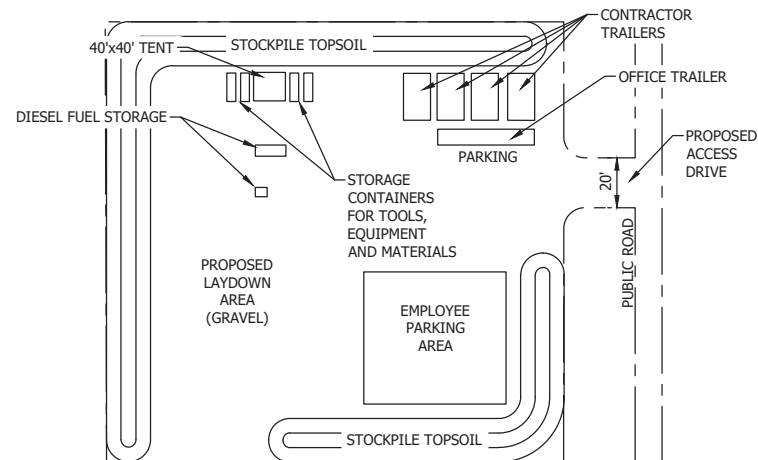 CONTRACTOR
TRAILERS
40'x40' TENT
STOCKPILE TOPSOIL
OFFICE TRAILER
DIESEL FUEL STORAGE
PARKING
PROPOSED
ACCESS
DRIVE
20'
STORAGE
CONTAINERS
FOR TOOLS,
EQUIPMENT
AND MATERIALS
PUBLIC ROAD
PROPOSED
LAYDOWN
AREA
(GRAVEL)
EMPLOYEE
PARKING
AREA
STOCKPILE TOPSOIL